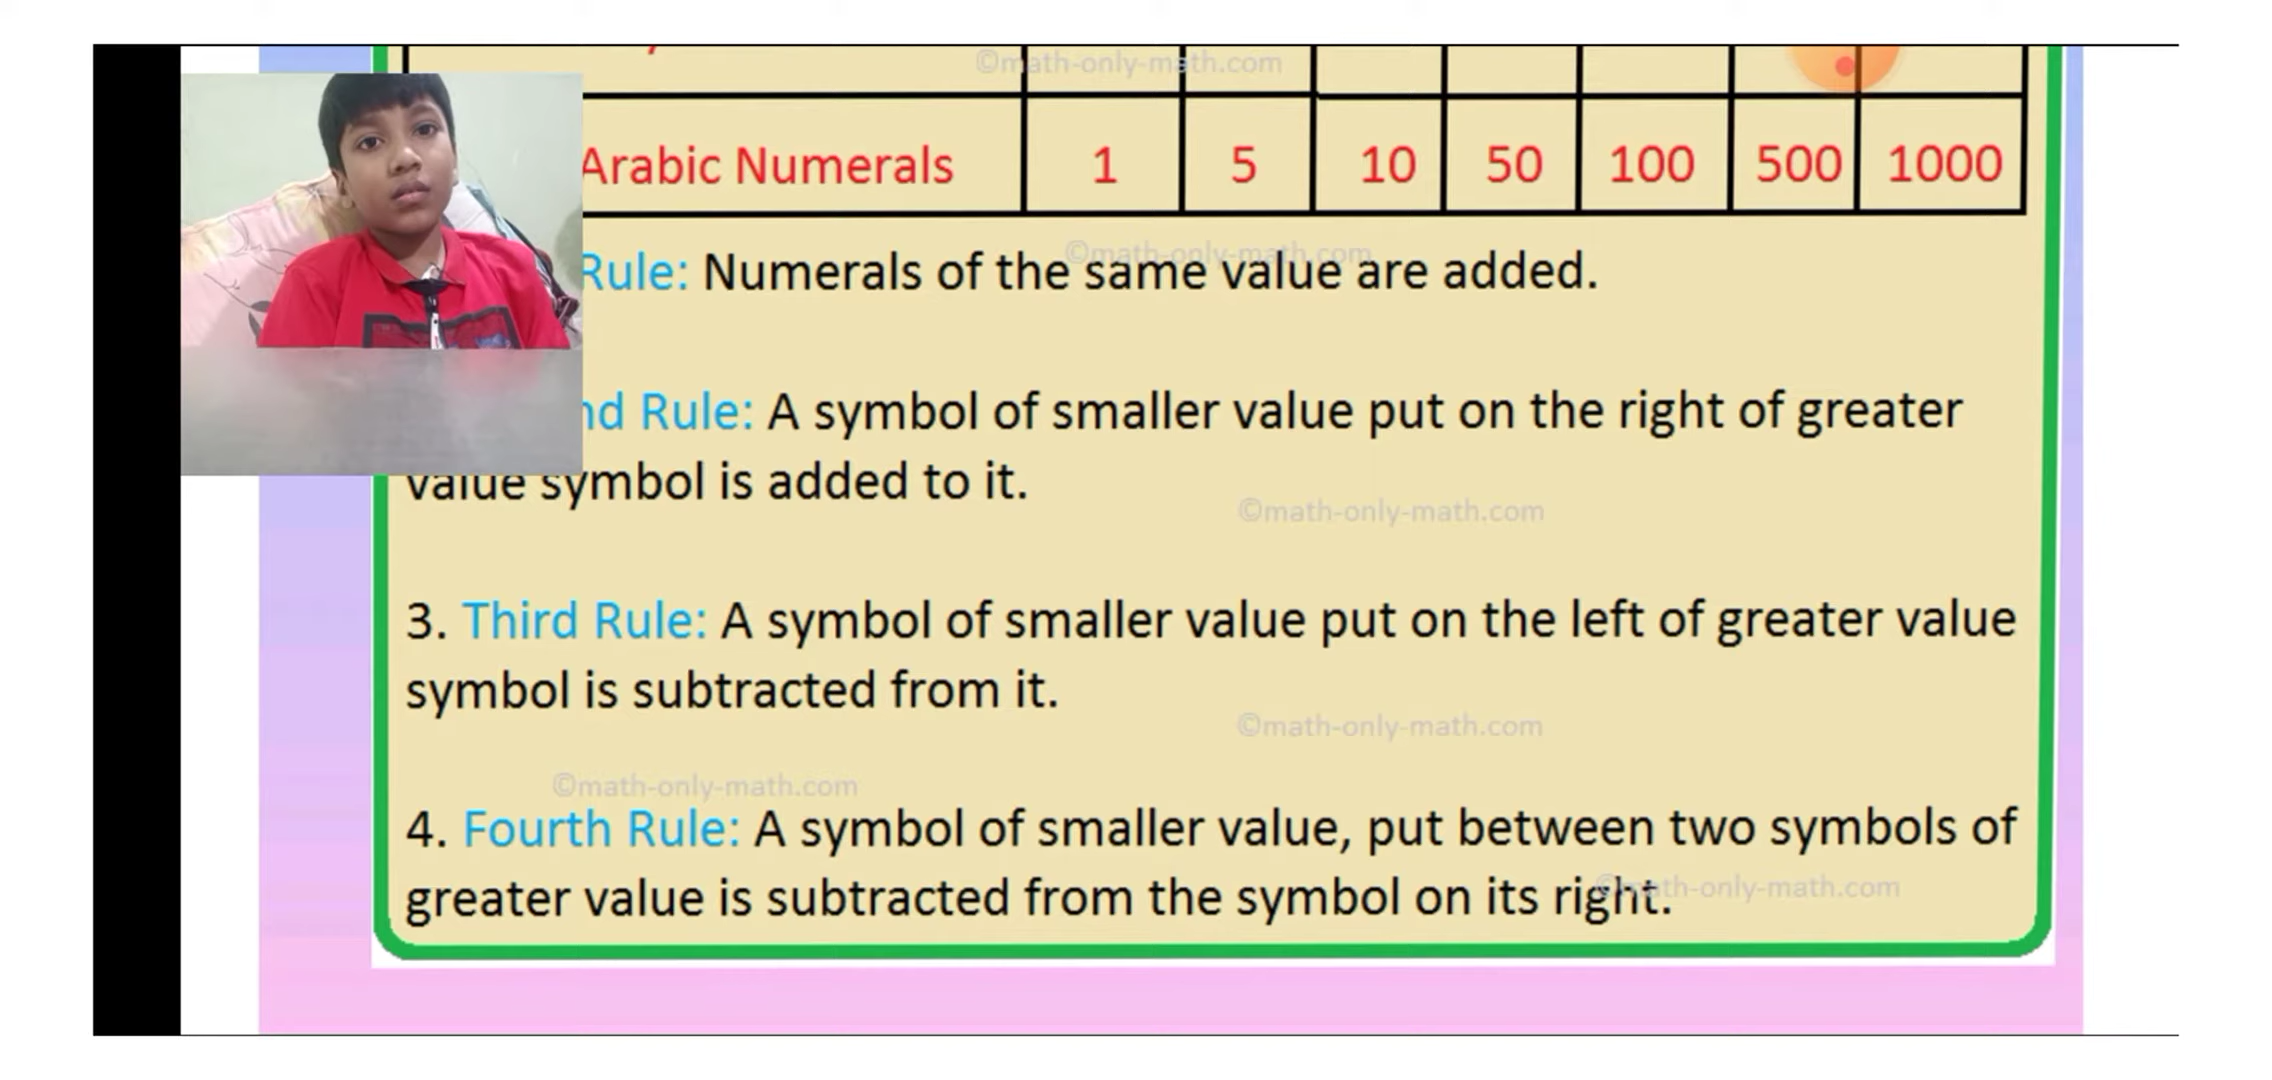 ©math-only-math.com
Arabic Numerals 1 5 10 50 100 500 1000
©math-only-math.com
Rule: Numerals of the same value are added.
nd Rule: A symbol of smaller value put on the right of greater
value symbol is added to it.
©math-only-math.com
3. Third Rule: A symbol of smaller value put on the left of greater value
symbol is subtracted from it.
©math-only-math.com
©math-only-math.com
4. Fourth Rule: A symbol of smaller value, put between two symbols of
greater value is subtracted from the symbol on its right.
©math-only-math.com